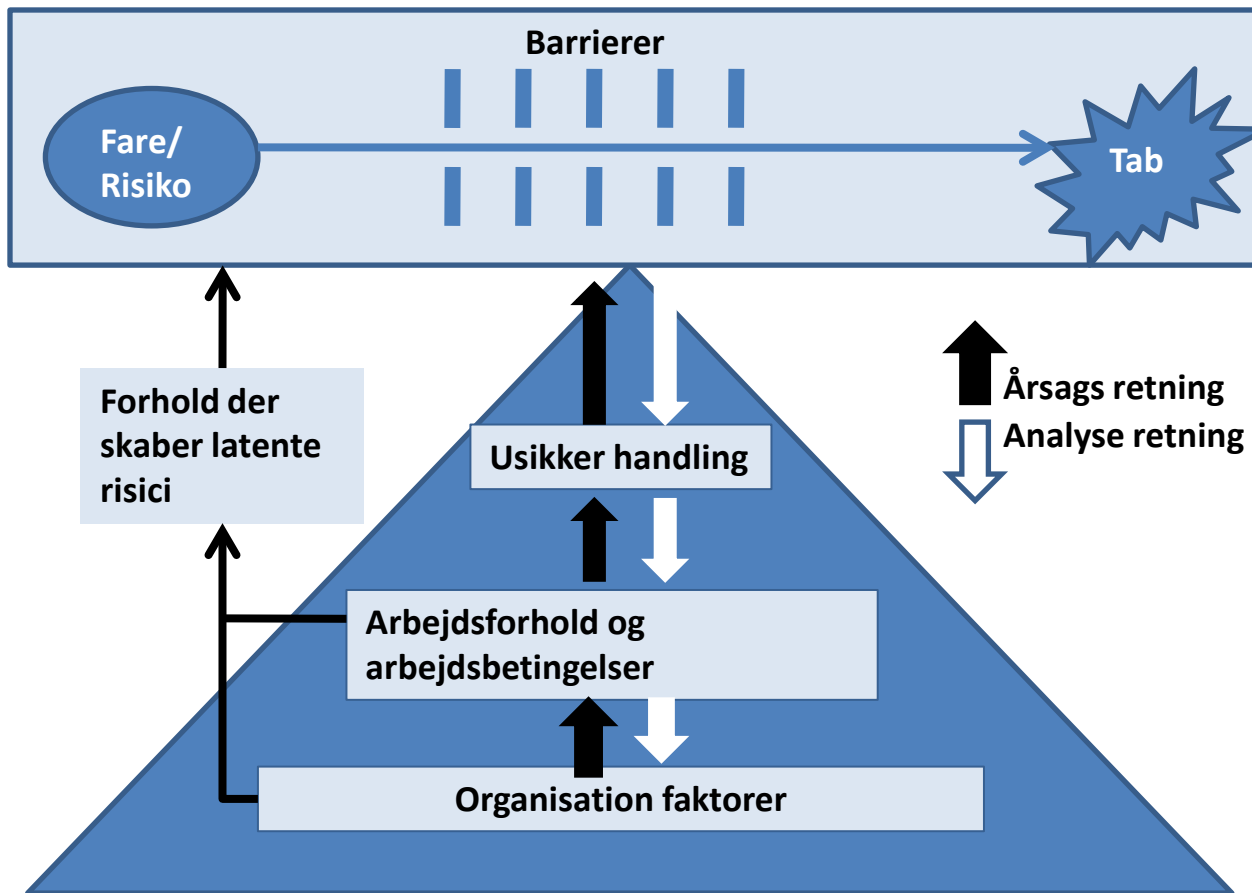 Barrierer
Fare/
Risiko
Tab
Forhold der
skaber latente
risici
Usikker handling
Årsags retning
Analyse retning
Arbejdsforhold og
arbejdsbetingelser
Organisation faktorer